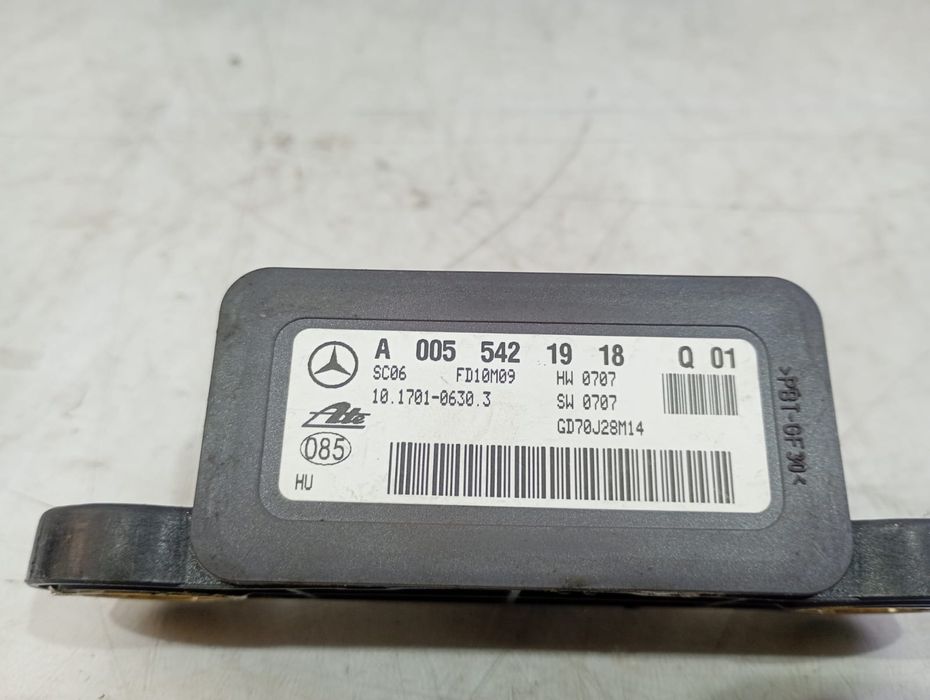 A 005 542 19 18 Q 01
SC06 FD10M09 HW 0707
10.1701-0630.3 SW 0707
Ate GD70J28M14
085
HU
>PBT-GF30<